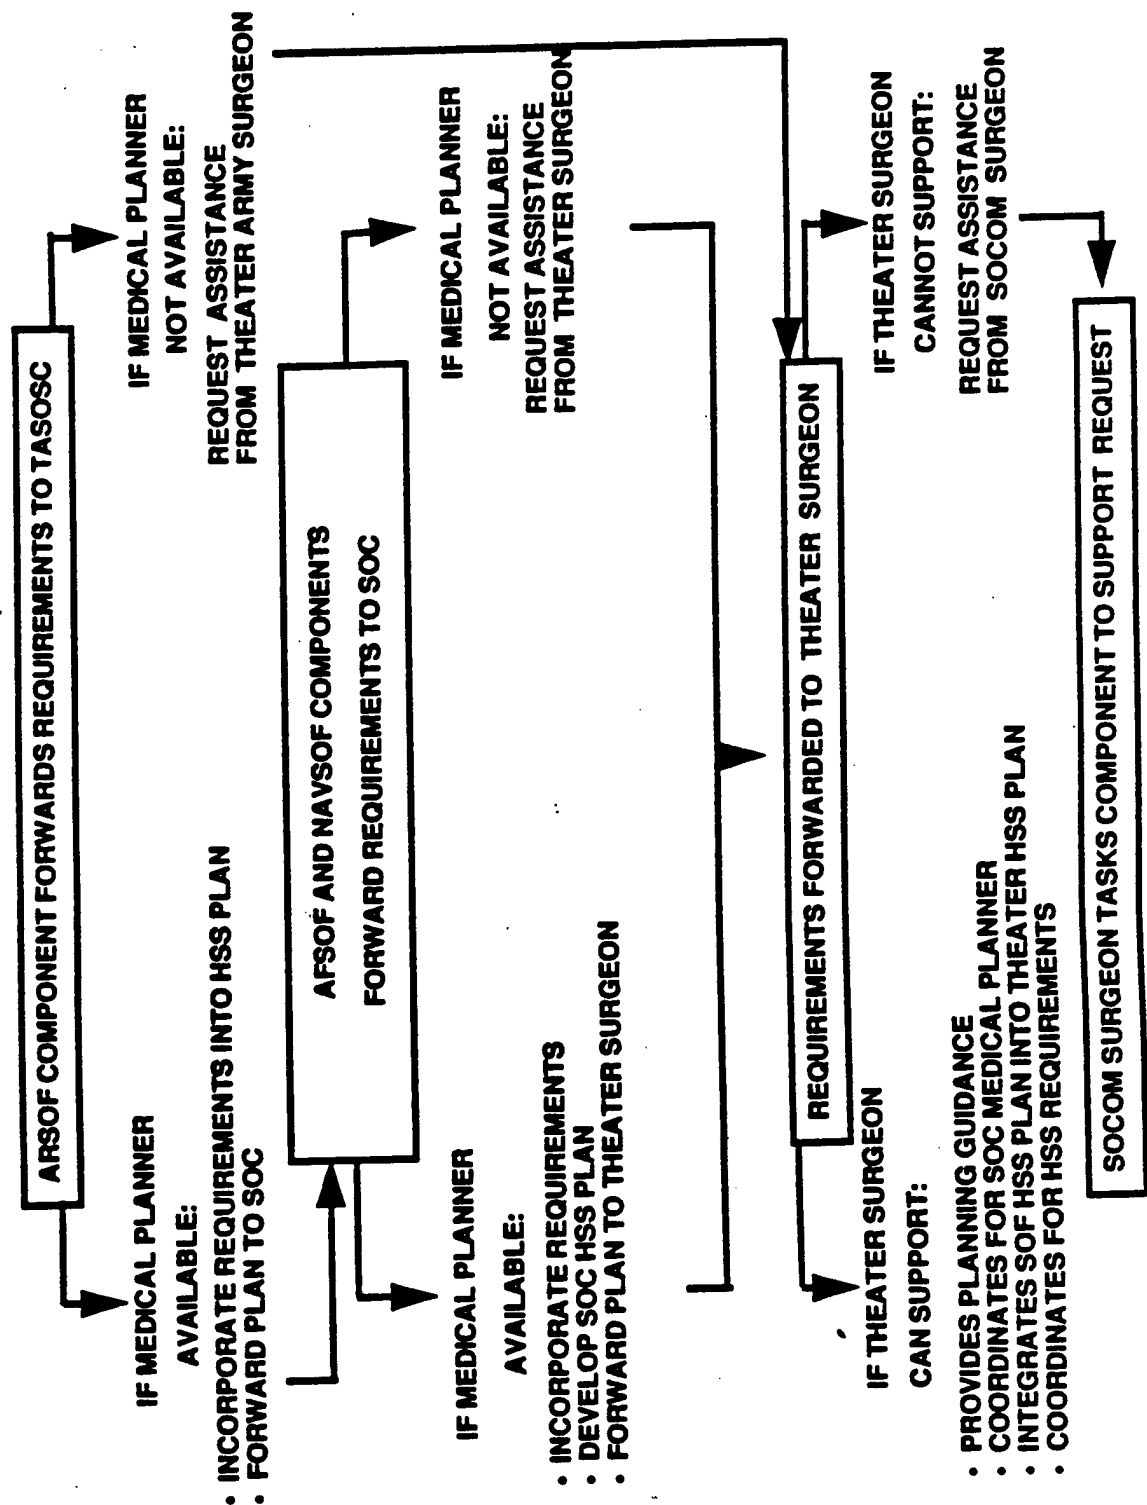 ARSOF COMPONENT FORWARDS REQUIREMENTS TO TASOSC
IF MEDICAL PLANNER
AVAILABLE:
• INCORPORATE REQUIREMENTS INTO HSS PLAN
• FORWARD PLAN TO SOC
IF MEDICAL PLANNER
NOT AVAILABLE:
REQUEST ASSISTANCE
FROM THEATER ARMY SURGEON
AFSOF AND NAVSOF COMPONENTS
FORWARD REQUIREMENTS TO SOC
IF MEDICAL PLANNER
AVAILABLE:
• INCORPORATE REQUIREMENTS
• DEVELOP SOC HSS PLAN
• FORWARD PLAN TO THEATER SURGEON
IF MEDICAL PLANNER
NOT AVAILABLE:
REQUEST ASSISTANCE
FROM THEATER SURGEON
REQUIREMENTS FORWARDED TO THEATER SURGEON
IF THEATER SURGEON
CAN SUPPORT:
• PROVIDES PLANNING GUIDANCE
• COORDINATES FOR SOC MEDICAL PLANNER
• INTEGRATES SOF HSS PLAN INTO THEATER HSS PLAN
• COORDINATES FOR HSS REQUIREMENTS
IF THEATER SURGEON
CANNOT SUPPORT:
REQUEST ASSISTANCE
FROM SOCOM SURGEON
SOCOM SURGEON TASKS COMPONENT TO SUPPORT REQUEST